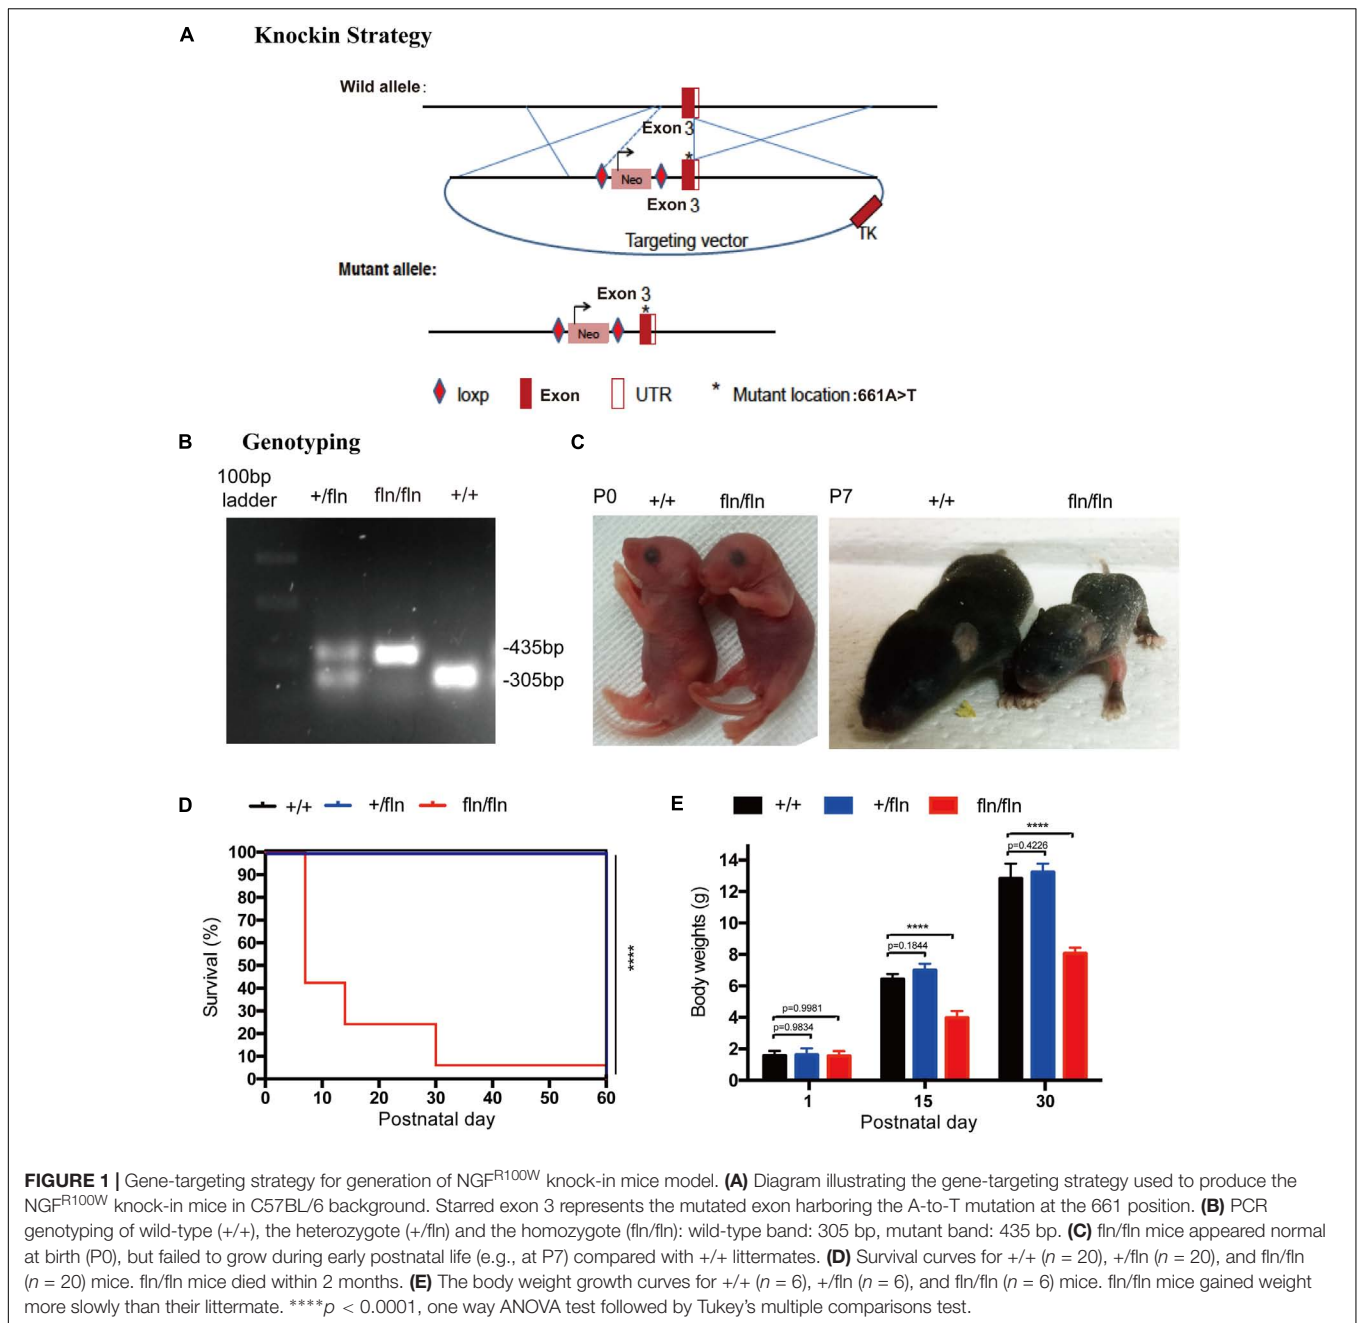 A Knockin Strategy
Wild allele:
Exon 3
*
Neo
Exon 3
Targeting vector
TK
Mutant allele:
Exon 3
*
Neo
loxp Exon UTR * Mutant location:661A>T
B Genotyping
100bp
ladder +/fln fln/fln +/+
-435bp
-305bp
C
P0 +/+ fln/fln P7 +/+ fln/fln
D +/+ +/fln fln/fln
100
90
80
70
60
50
40
30
20
10
0
Survival (%)
****
0 10 20 30 40 50 60
Postnatal day
E +/+ +/fln fln/fln
14
12
10
8
6
4
2
0
Body weights (g)
p=0.9981
p=0.9834
****
p=0.1844
****
p=0.4226
1 15 30
Postnatal day
FIGURE 1 | Gene-targeting strategy for generation of NGFR100W knock-in mice model. (A) Diagram illustrating the gene-targeting strategy used to produce the
NGFR100W knock-in mice in C57BL/6 background. Starred exon 3 represents the mutated exon harboring the A-to-T mutation at the 661 position. (B) PCR
genotyping of wild-type (+/+), the heterozygote (+/fln) and the homozygote (fln/fln): wild-type band: 305 bp, mutant band: 435 bp. (C) fln/fln mice appeared normal
at birth (P0), but failed to grow during early postnatal life (e.g., at P7) compared with +/+ littermates. (D) Survival curves for +/+ (n = 20), +/fln (n = 20), and fln/fln
(n = 20) mice. fln/fln mice died within 2 months. (E) The body weight growth curves for +/+ (n = 6), +/fln (n = 6), and fln/fln (n = 6) mice. fln/fln mice gained weight
more slowly than their littermate. ****p < 0.0001, one way ANOVA test followed by Tukey's multiple comparisons test.